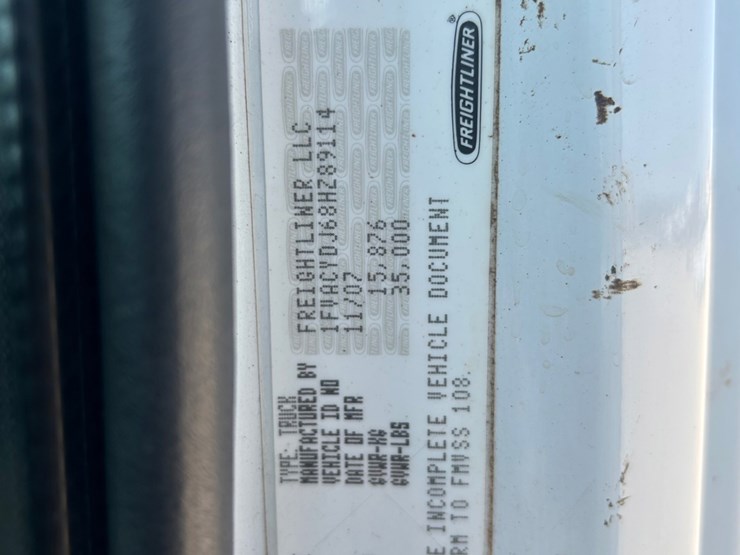 TYPE: TRUCK
MANUFACTURED BY FREIGHTLINER LLC
VEHICLE ID NO 1FVACYDJ68HZ89114
DATE OF MFR 11/07
GVWR-KG 15,876
GVWR-LBS 35,000
E INCOMPLETE VEHICLE DOCUMENT
RM TO FMVSS 108.
FREIGHTLINER®